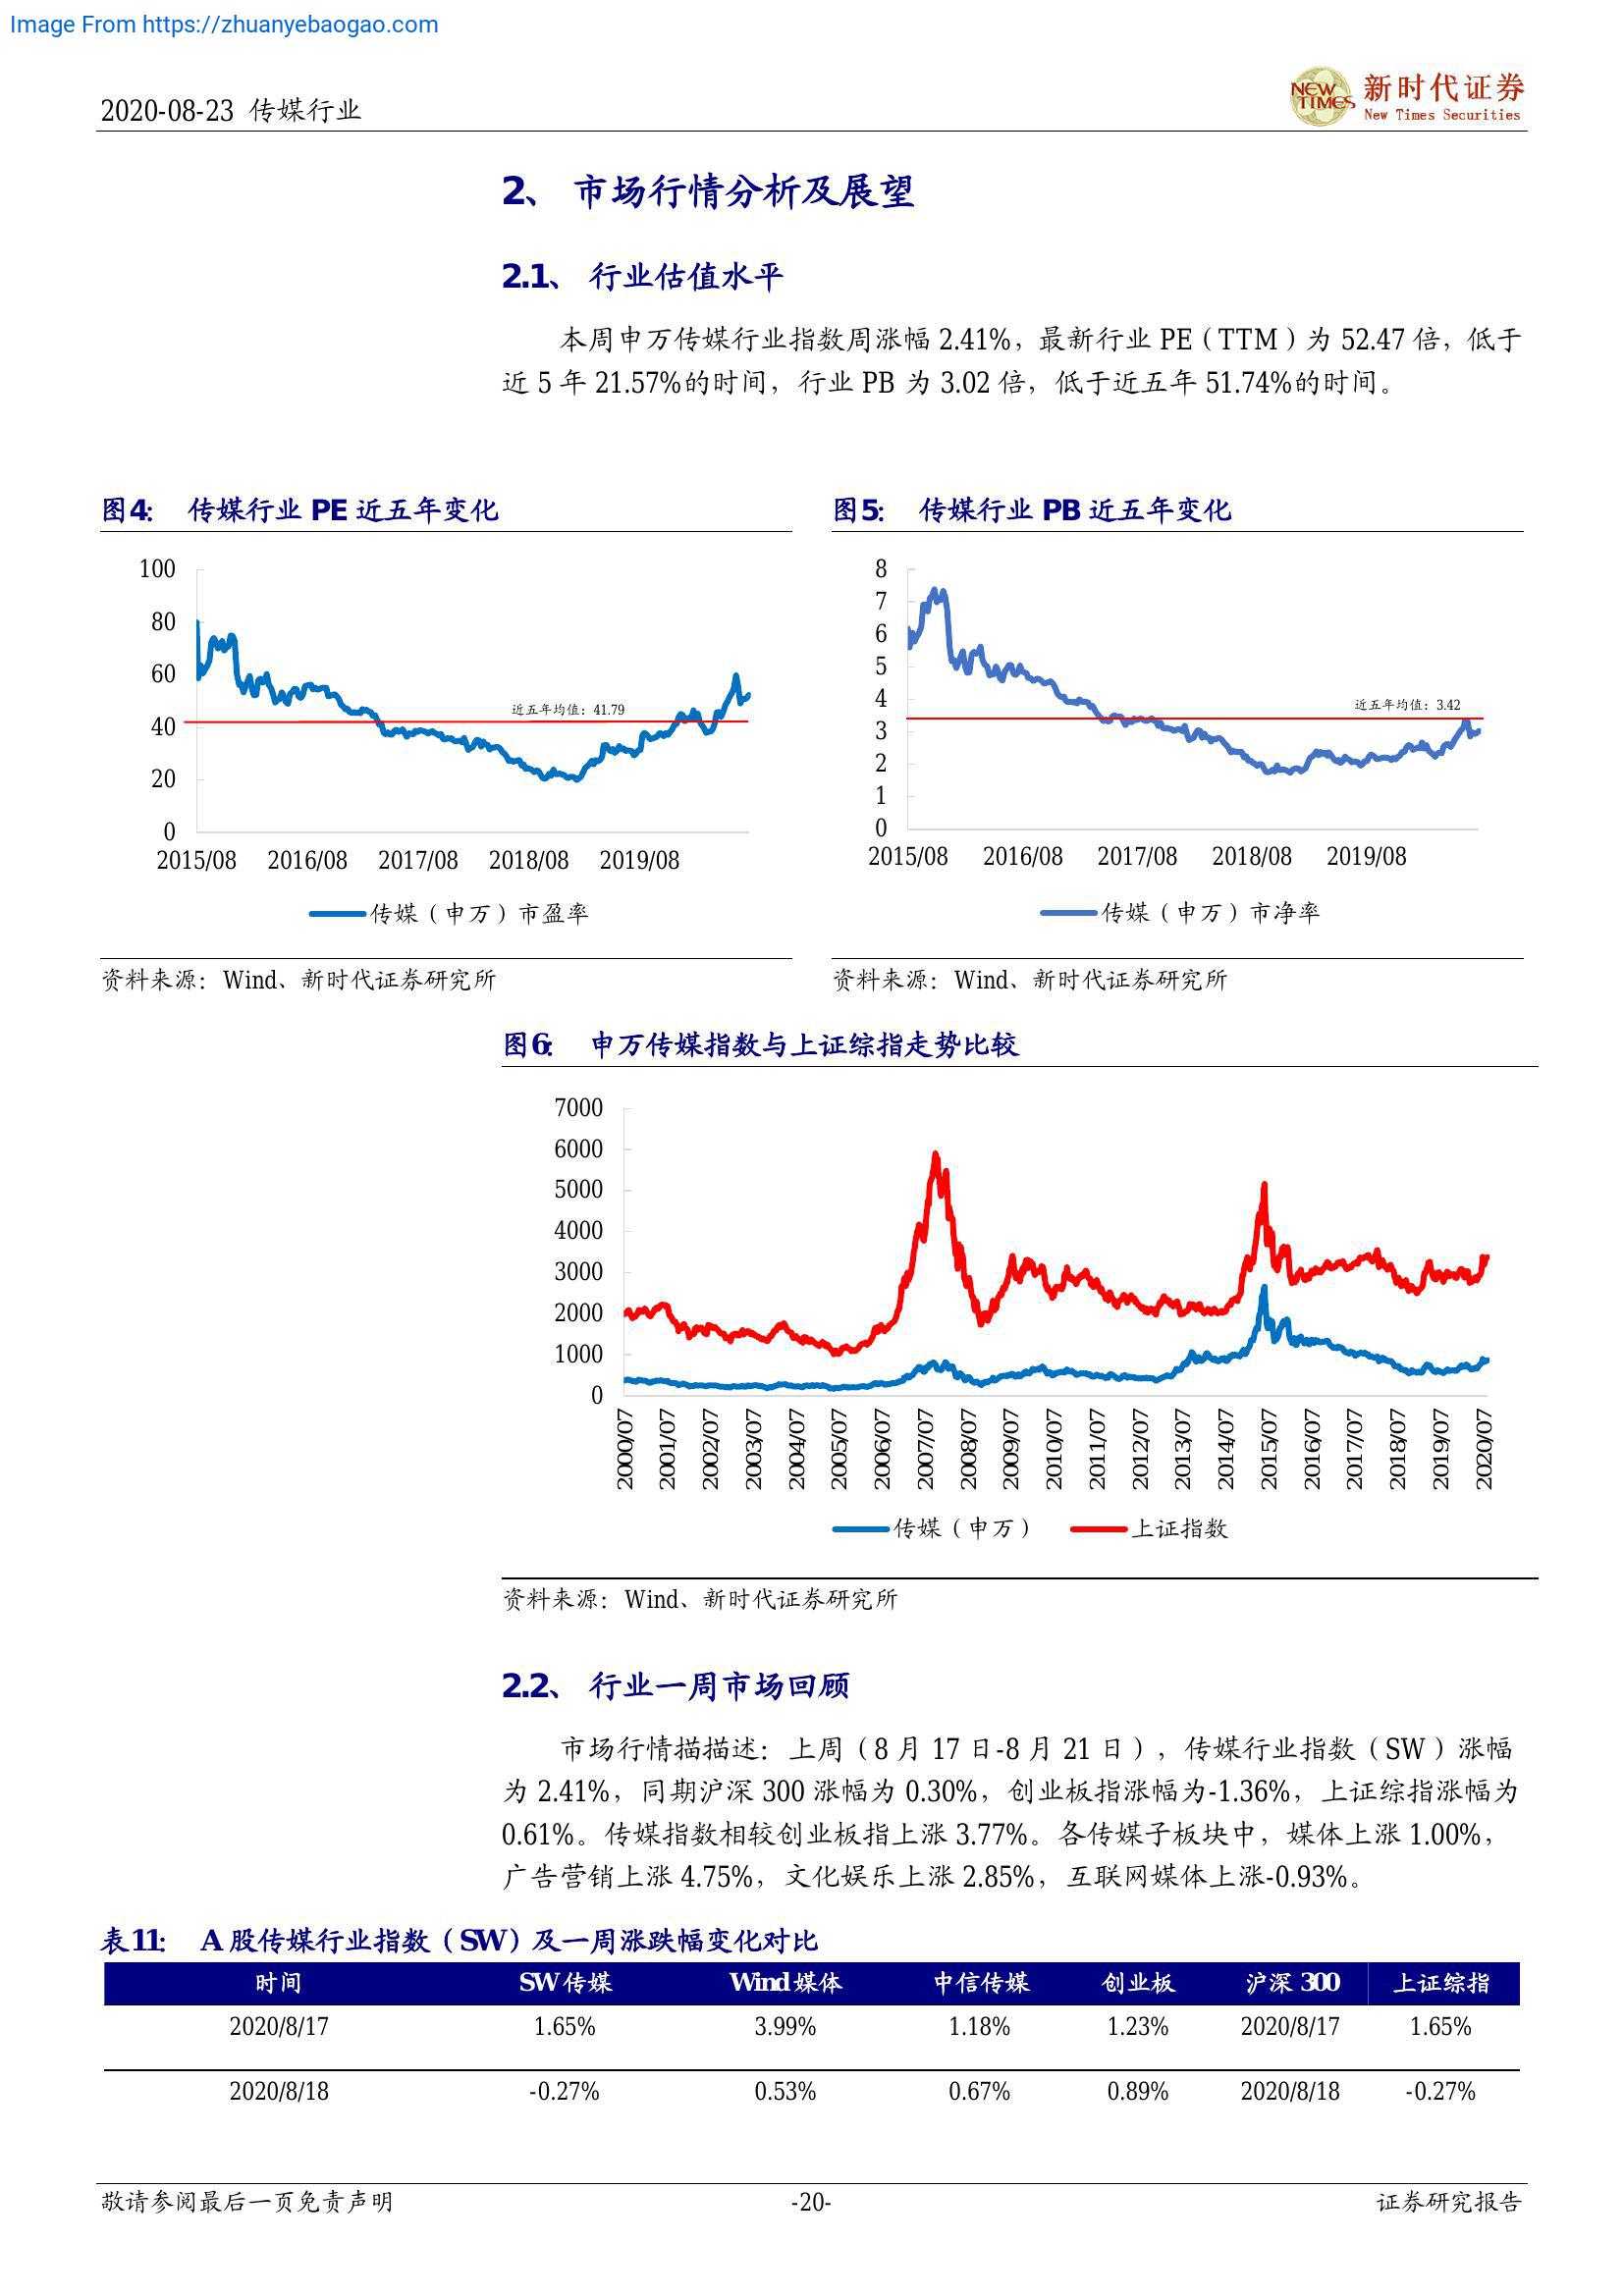 Image From https://zhuanyebaogao.com
2020-08-23 传媒行业
NEW TIMES
新时代证券
New Times Securities
2、 市场行情分析及展望
2.1、 行业估值水平
本周申万传媒行业指数周涨幅 2.41%，最新行业 PE（TTM）为 52.47 倍，低于
近 5 年 21.57%的时间，行业 PB 为 3.02 倍，低于近五年 51.74%的时间。
图4： 传媒行业 PE 近五年变化
100
80
60
40
20
0
近五年均值：41.79
2015/08 2016/08 2017/08 2018/08 2019/08
传媒（申万）市盈率
资料来源：Wind、新时代证券研究所
图5： 传媒行业 PB 近五年变化
8
7
6
5
4
3
2
1
0
近五年均值：3.42
2015/08 2016/08 2017/08 2018/08 2019/08
传媒（申万）市净率
资料来源：Wind、新时代证券研究所
图6： 申万传媒指数与上证综指走势比较
7000
6000
5000
4000
3000
2000
1000
0
2000/07 2001/07 2002/07 2003/07 2004/07 2005/07 2006/07 2007/07 2008/07 2009/07 2010/07 2011/07 2012/07 2013/07 2014/07 2015/07 2016/07 2017/07 2018/07 2019/07 2020/07
传媒（申万） 上证指数
资料来源：Wind、新时代证券研究所
2.2、 行业一周市场回顾
市场行情描描述：上周（8 月 17 日-8 月 21 日），传媒行业指数（SW）涨幅
为 2.41%，同期沪深 300 涨幅为 0.30%，创业板指涨幅为-1.36%，上证综指涨幅为
0.61%。传媒指数相较创业板指上涨 3.77%。各传媒子板块中，媒体上涨 1.00%，
广告营销上涨 4.75%，文化娱乐上涨 2.85%，互联网媒体上涨-0.93%。
表11： A 股传媒行业指数（SW）及一周涨跌幅变化对比
时间 SW传媒 Wind媒体 中信传媒 创业板 沪深 300 上证综指
2020/8/17 1.65% 3.99% 1.18% 1.23% 2020/8/17 1.65%
2020/8/18 -0.27% 0.53% 0.67% 0.89% 2020/8/18 -0.27%
敬请参阅最后一页免责声明 -20- 证券研究报告